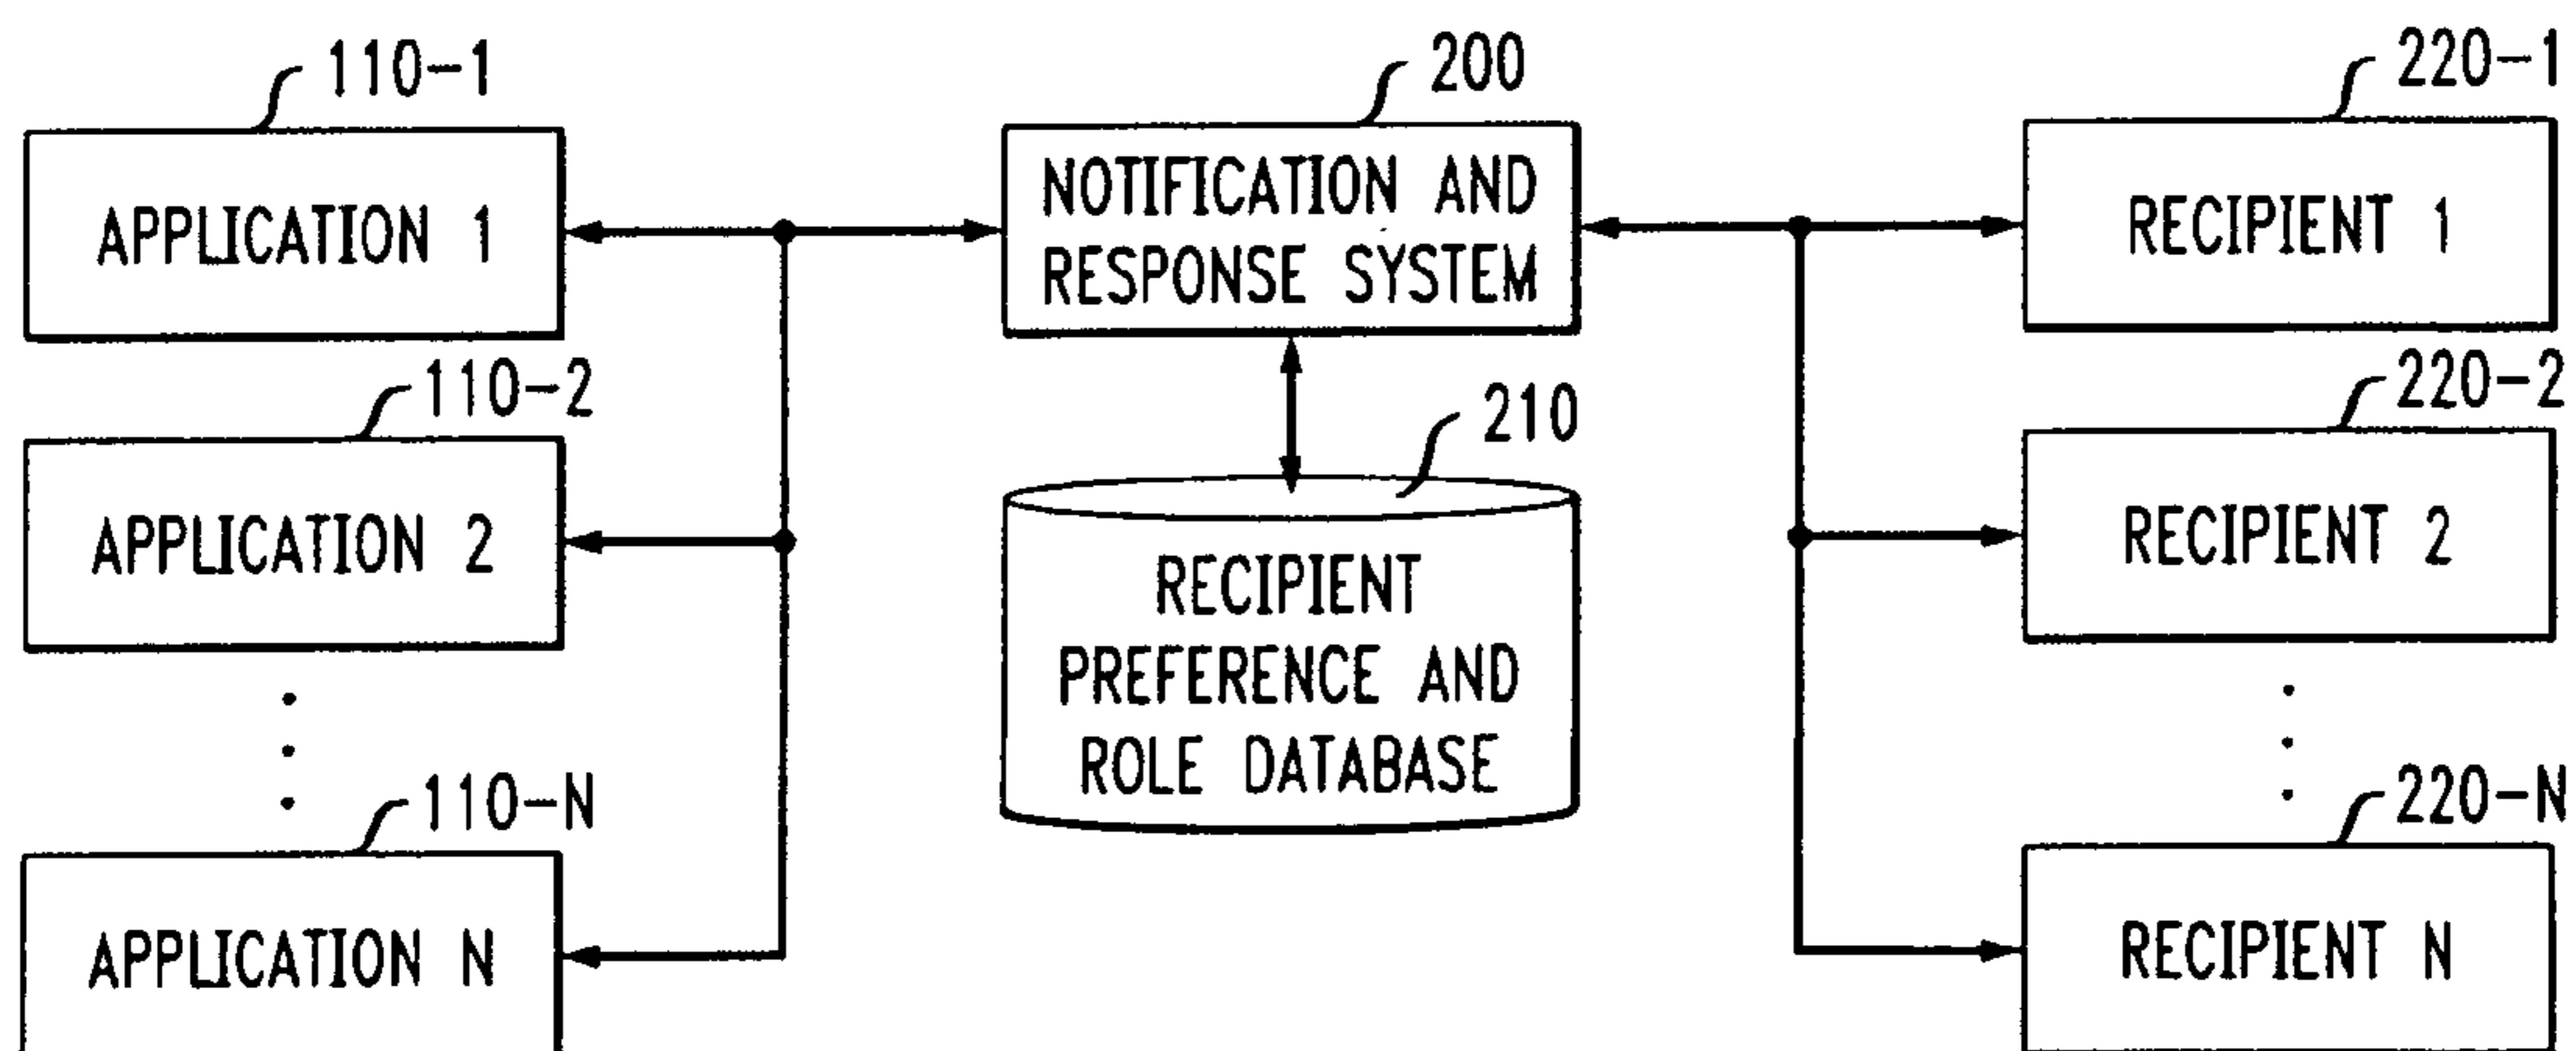 110-1
200
220-1
APPLICATION 1
NOTIFICATION AND
RESPONSE SYSTEM
RECIPIENT 1
110-2
210
220-2
APPLICATION 2
RECIPIENT
PREFERENCE AND
ROLE DATABASE
RECIPIENT 2
110-N
220-N
APPLICATION N
RECIPIENT N